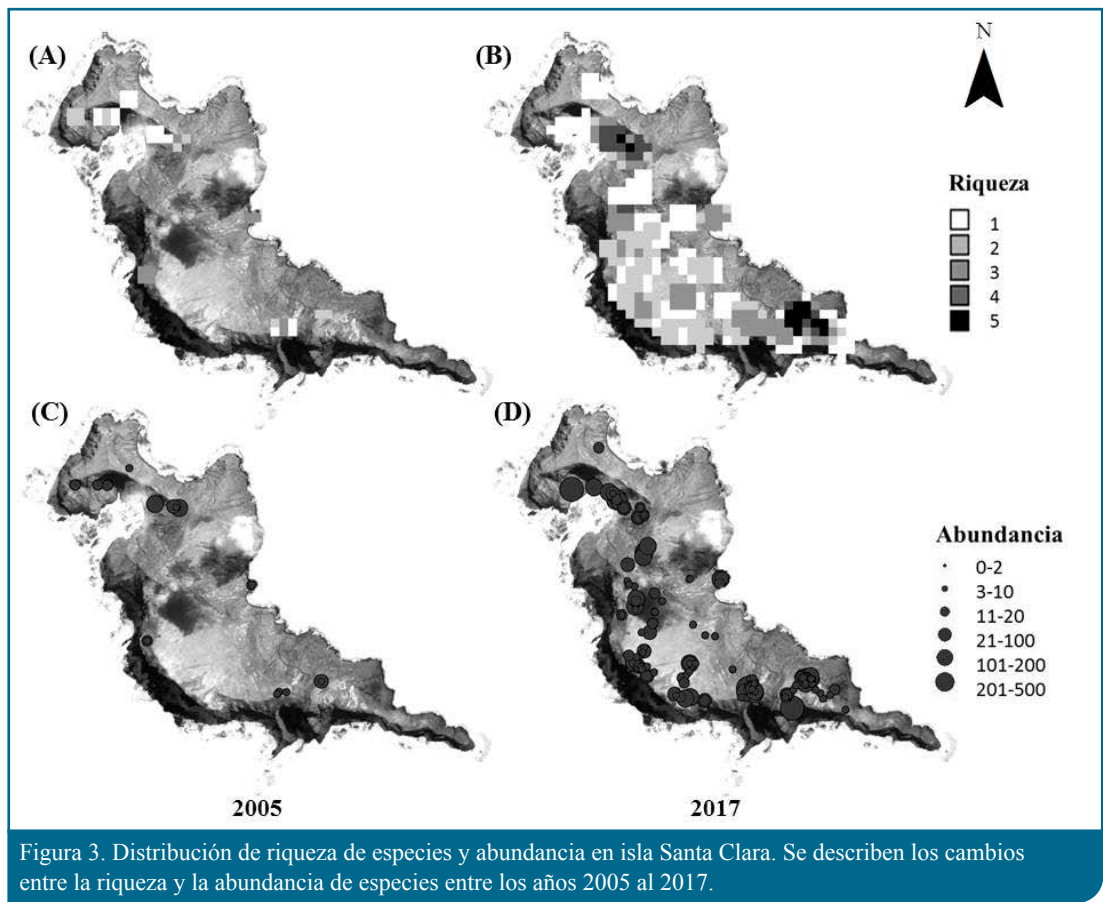 (A)
(B)
N
Riqueza
1
2
3
4
5
(C)
(D)
Abundancia
0-2
3-10
11-20
21-100
101-200
201-500
2005
2017
Figura 3. Distribución de riqueza de especies y abundancia en isla Santa Clara. Se describen los cambios
entre la riqueza y la abundancia de especies entre los años 2005 al 2017.